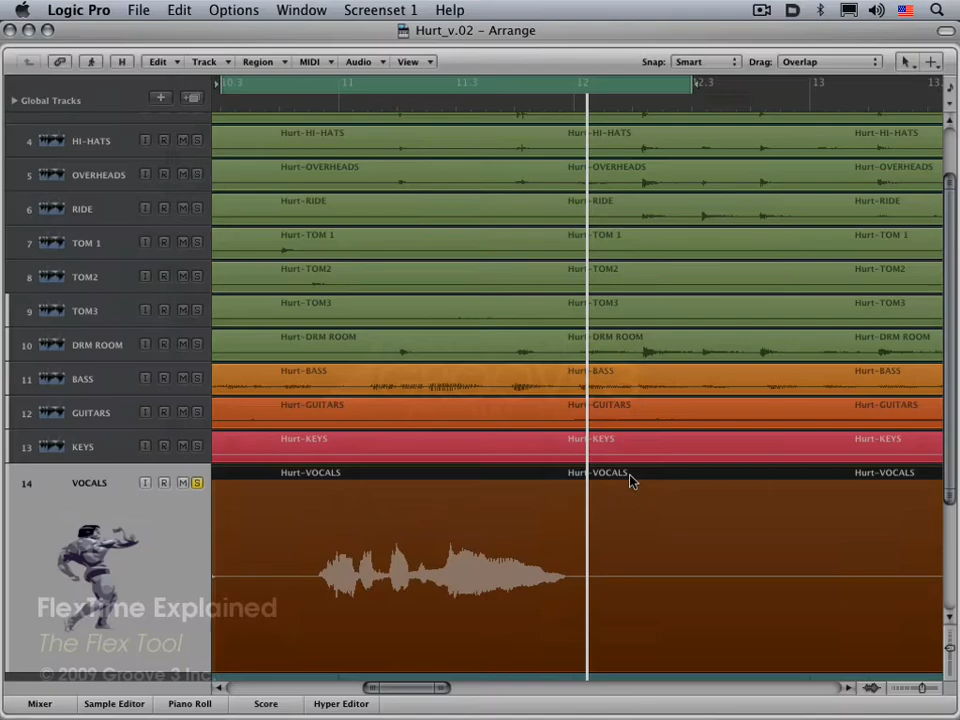 Logic Pro File Edit Options Window Screenset 1 Help
Hurt_v.02 – Arrange
H Edit Track Region MIDI Audio View Snap: Smart Drag: Overlap
Global Tracks
10.3 11 11.3 12 2.3 13 13.
4 HI-HATS I R M S Hurt-HI-HATS Hurt-HI-HATS Hurt-HI-HATS
5 OVERHEADS I R M S Hurt-OVERHEADS Hurt-OVERHEADS Hurt-OVERHEADS
6 RIDE I R M S Hurt-RIDE Hurt-RIDE Hurt-RIDE
7 TOM 1 I R M S Hurt-TOM 1 Hurt-TOM 1 Hurt-TOM 1
8 TOM2 I R M S Hurt-TOM2 Hurt-TOM2 Hurt-TOM2
9 TOM3 I R M S Hurt-TOM3 Hurt-TOM3 Hurt-TOM3
10 DRM ROOM I R M S Hurt-DRM ROOM Hurt-DRM ROOM Hurt-DRM ROOM
11 BASS I R M S Hurt-BASS Hurt-BASS Hurt-BASS
12 GUITARS I R M S Hurt-GUITARS Hurt-GUITARS Hurt-GUITARS
13 KEYS I R M S Hurt-KEYS Hurt-KEYS Hurt-KEYS
14 VOCALS I R M S Hurt-VOCALS Hurt-VOCALS Hurt-VOCALS
FlexTime Explained
The Flex Tool
© 2009 Groove 3 Inc.
Mixer Sample Editor Piano Roll Score Hyper Editor